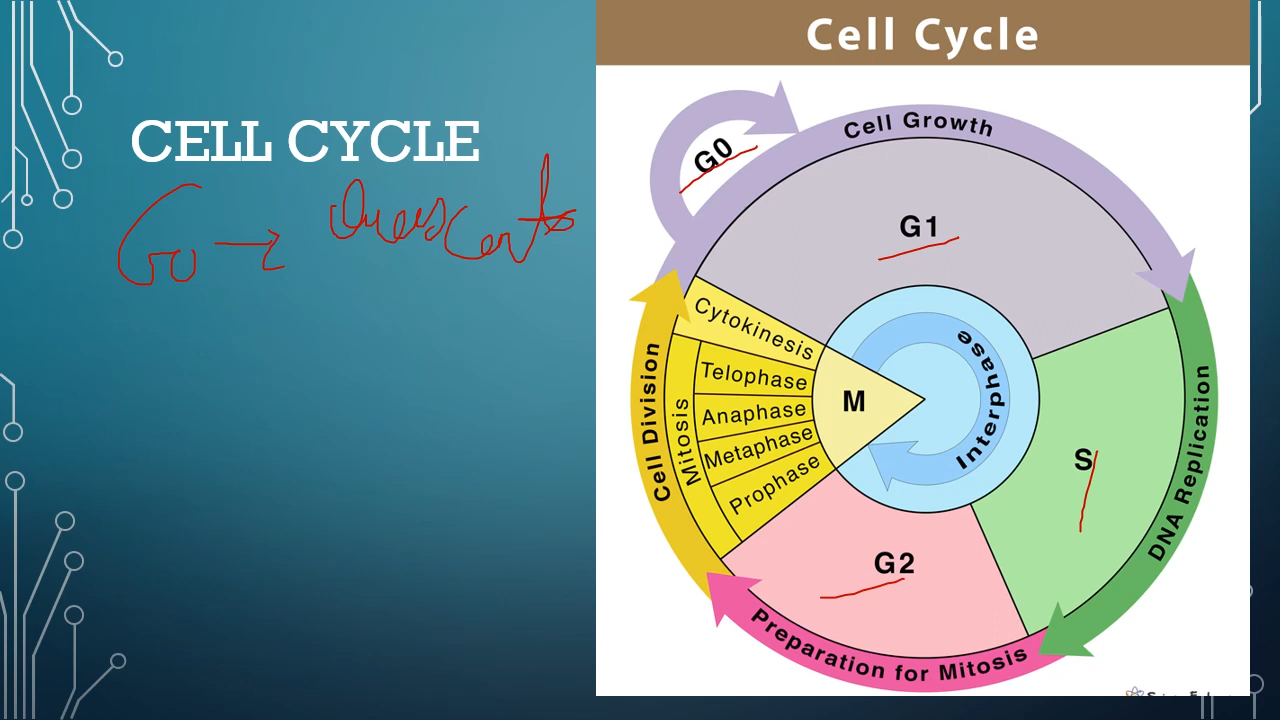 CELL CYCLE
G0 →
Cell Cycle
G0
Cell Growth
G1
Cytokinesis
Telophase
Anaphase
Metaphase
Prophase
Mitosis
Cell Division
M
Interphase
S
DNA Replication
G2
Preparation for Mitosis